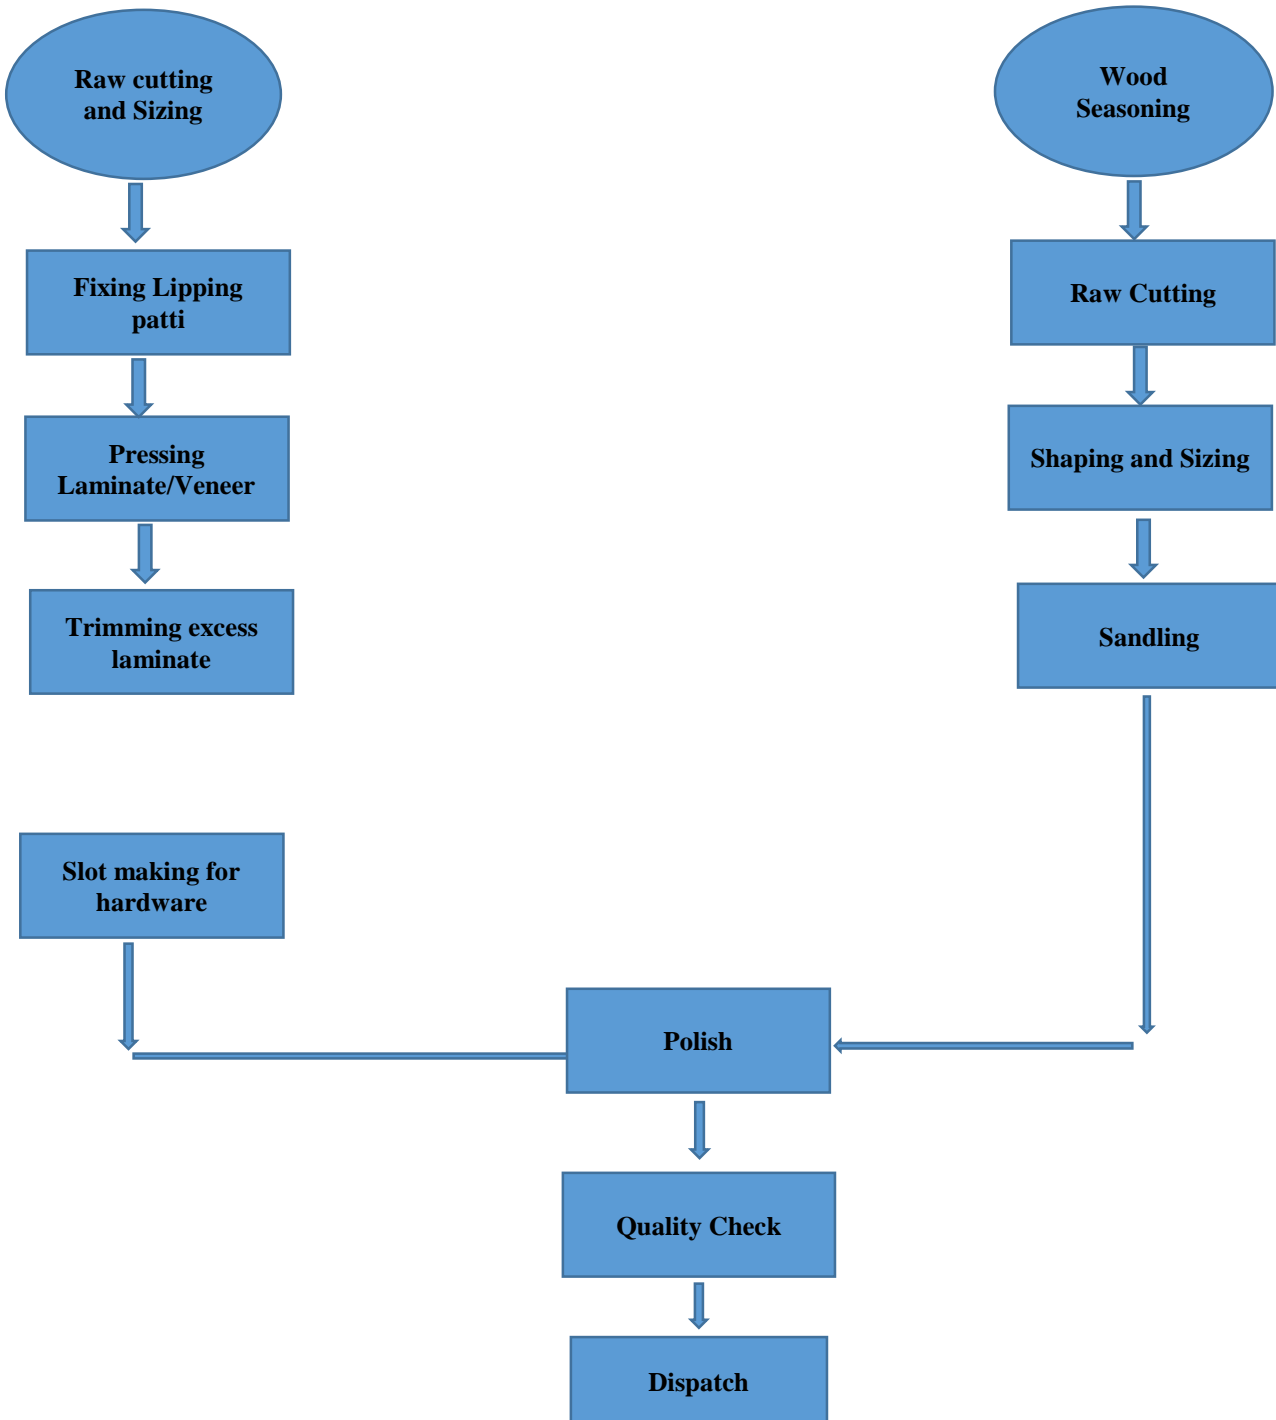 Raw cutting
and Sizing
Wood
Seasoning
Fixing Lipping
patti
Raw Cutting
Pressing
Laminate/Veneer
Shaping and Sizing
Trimming excess
laminate
Sandling
Slot making for
hardware
Polish
Quality Check
Dispatch